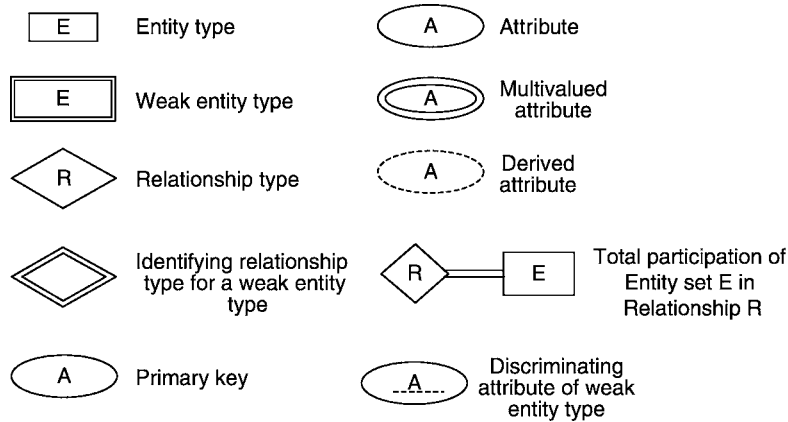 E Entity type
A Attribute
E Weak entity type
A Multivalued
attribute
R Relationship type
A Derived
attribute
Identifying relationship
type for a weak entity
type
R E Total participation of
Entity set E in
Relationship R
A Primary key
A Discriminating
attribute of weak
entity type